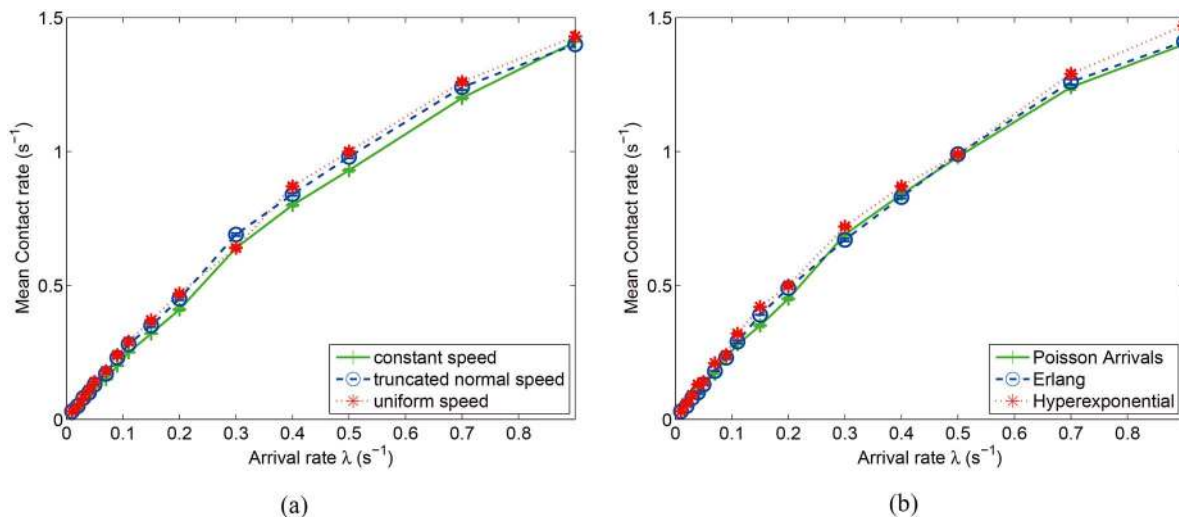 1.5
1
0.5
0
Mean Contact rate (s⁻¹)
constant speed
truncated normal speed
uniform speed
0 0.1 0.2 0.3 0.4 0.5 0.6 0.7 0.8
Arrival rate λ (s⁻¹)
(a)
1.5
1
0.5
0
Mean Contact rate (s⁻¹)
Poisson Arrivals
Erlang
Hyperexponential
0 0.1 0.2 0.3 0.4 0.5 0.6 0.7 0.8
Arrival rate λ (s⁻¹)
(b)